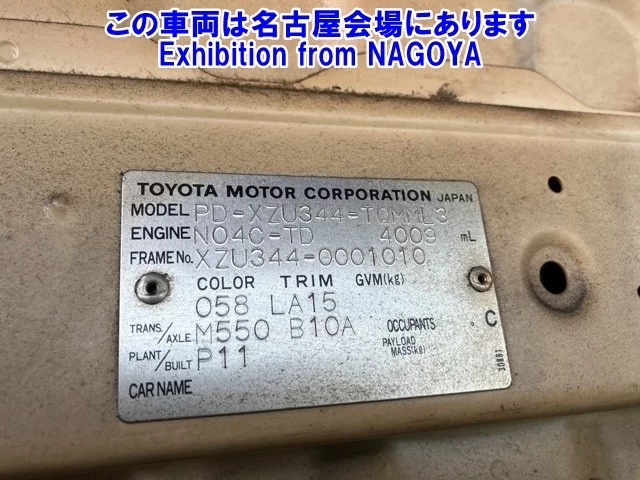 この車両は名古屋会場にあります
Exhibition from NAGOYA
TOYOTA MOTOR CORPORATION JAPAN
MODEL PD-XZU344-TQMML3
ENGINE N04C-TD 4009 mL
FRAME No. XZU344-0001010
COLOR TRIM GVM(kg)
058 LA15
TRANS./AXLE M550 B10A OCCUPANTS C
PLANT/BUILT P11 PAYLOAD MASS(kg)
CAR NAME